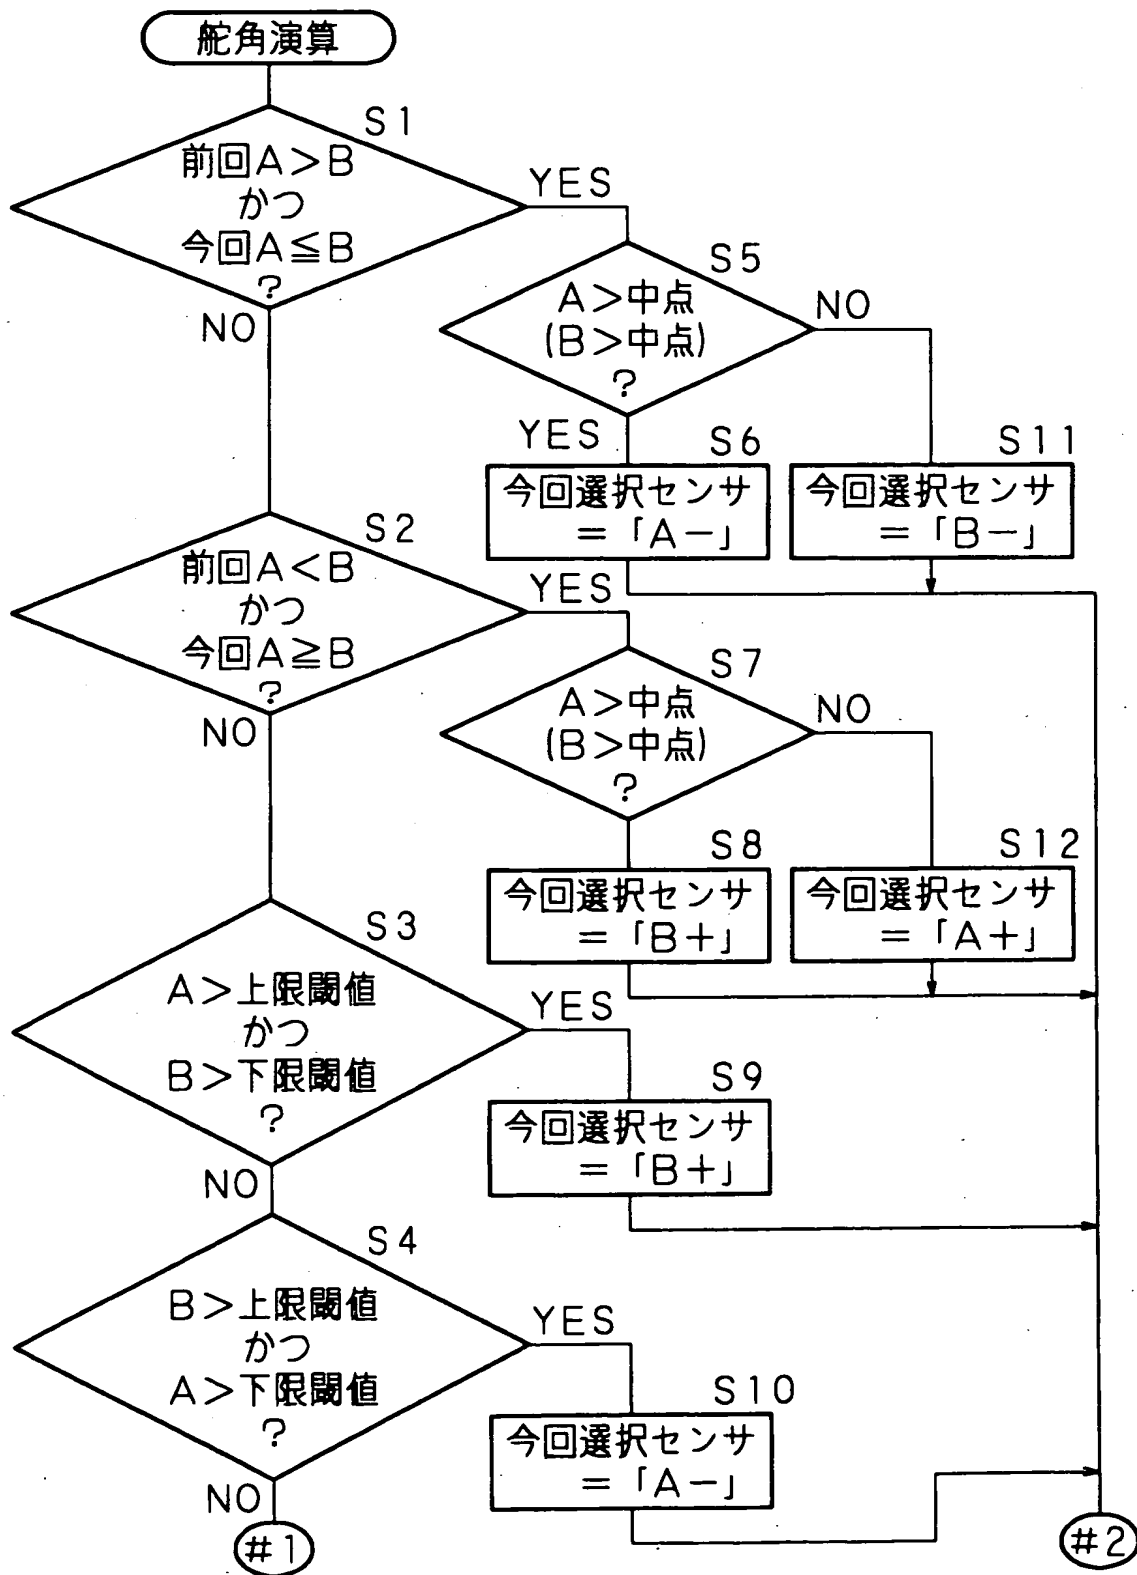 舵角演算
S1
前回A>B
かつ
今回A≦B
?
YES
NO
S5
A>中点
(B>中点)
?
NO
YES
S6
今回選択センサ
=「A-」
S11
今回選択センサ
=「B-」
S2
前回A<B
かつ
今回A≧B
?
YES
NO
S7
A>中点
(B>中点)
?
NO
S8
今回選択センサ
=「B+」
S12
今回選択センサ
=「A+」
S3
A>上限閾値
かつ
B>下限閾値
?
YES
NO
S9
今回選択センサ
=「B+」
S4
B>上限閾値
かつ
A>下限閾値
?
YES
NO
S10
今回選択センサ
=「A-」
#1
#2